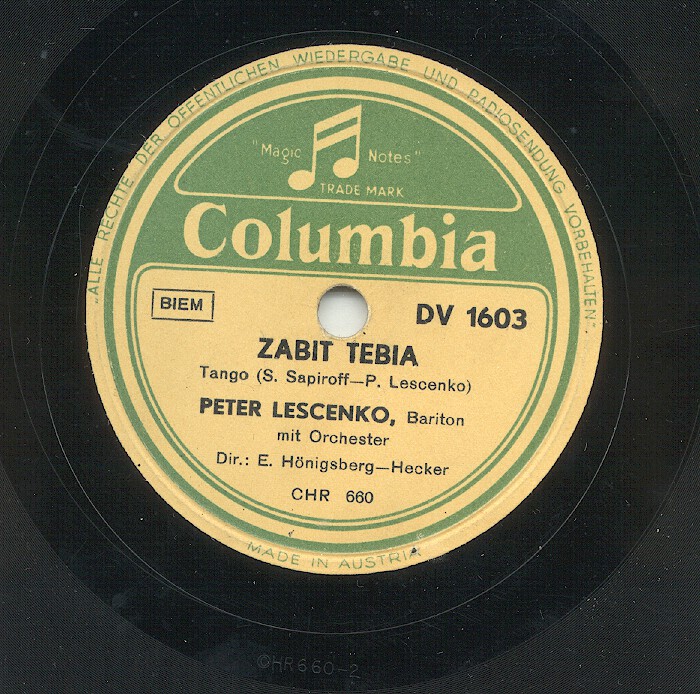 „ALLE RECHTE DER ÖFFENTLICHEN WIEDERGABE UND RADIOSENDUNG VORBEHALTEN“.
"Magic Notes"
TRADE MARK
Columbia
BIEM
DV 1603
ZABIT TEBIA
Tango (S. Sapiroff—P. Lescenko)
PETER LESCENKO, Bariton
mit Orchester
Dir.: E. Hönigsberg—Hecker
CHR 660
MADE IN AUSTRIA
CHR660-2